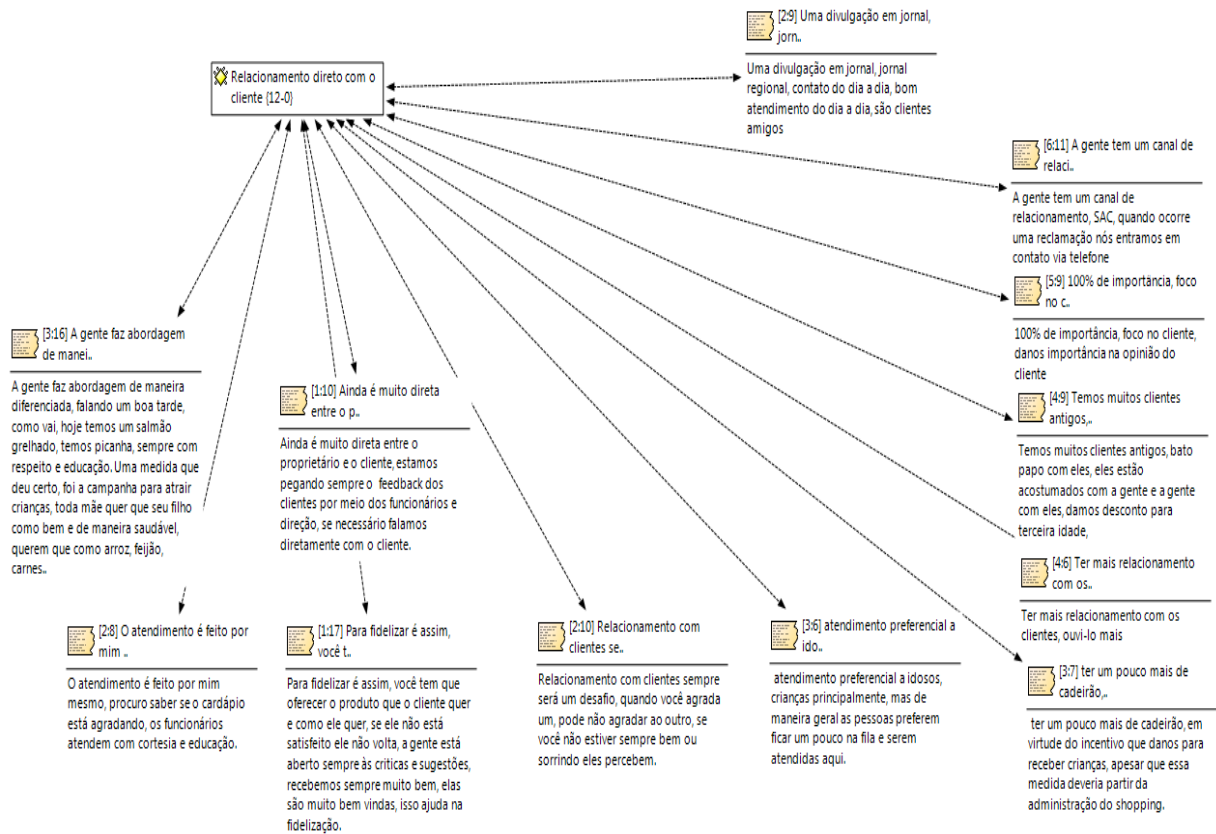 Relacionamento direto com o
cliente {12-0}
[2:9] Uma divulgação em jornal,
jorn..
Uma divulgação em jornal, jornal
regional, contato do dia a dia, bom
atendimento do dia a dia, são clientes
amigos
[6:11] A gente tem um canal de
relaci..
A gente tem um canal de
relacionamento, SAC, quando ocorre
uma reclamação nós entramos em
contato via telefone
[5:9] 100% de importância, foco
no c..
100% de importância, foco no cliente,
danos importância na opinião do
cliente
[4:9] Temos muitos clientes
antigos,..
Temos muitos clientes antigos, bato
papo com eles, eles estão
acostumados com a gente e a gente
com eles, damos desconto para
terceira idade,
[4:6] Ter mais relacionamento
com os..
Ter mais relacionamento com os
clientes, ouvi-lo mais
[3:7] ter um pouco mais de
cadeirão,..
ter um pouco mais de cadeirão, em
virtude do incentivo que danos para
receber crianças, apesar que essa
medida deveria partir da
administração do shopping.
[3:16] A gente faz abordagem
de manei..
A gente faz abordagem de maneira
diferenciada, falando um boa tarde,
como vai, hoje temos um salmão
grelhado, temos picanha, sempre com
respeito e educação. Uma medida que
deu certo, foi a campanha para atrair
crianças, toda mãe quer que seu filho
como bem e de maneira saudável,
querem que como arroz, feijão,
carnes..
[1:10] Ainda é muito direta
entre o p..
Ainda é muito direta entre o
proprietário e o cliente, estamos
pegando sempre o feedback dos
clientes por meio dos funcionários e
direção, se necessário falamos
diretamente com o cliente.
[2:8] O atendimento é feito por
mim ..
O atendimento é feito por mim
mesmo, procuro saber se o cardápio
está agradando, os funcionários
atendem com cortesia e educação.
[1:17] Para fidelizar é assim,
você t..
Para fidelizar é assim, você tem que
oferecer o produto que o cliente quer
e como ele quer, se ele não está
satisfeito ele não volta, a gente está
aberto sempre às criticas e sugestões,
recebemos sempre muito bem, elas
são muito bem vindas, isso ajuda na
fidelização.
[2:10] Relacionamento com
clientes se..
Relacionamento com clientes sempre
será um desafio, quando você agrada
um, pode não agradar ao outro, se
você não estiver sempre bem ou
sorrindo eles percebem.
[3:6] atendimento preferencial a
ido..
atendimento preferencial a idosos,
crianças principalmente, mas de
maneira geral as pessoas preferem
ficar um pouco na fila e serem
atendidas aqui.